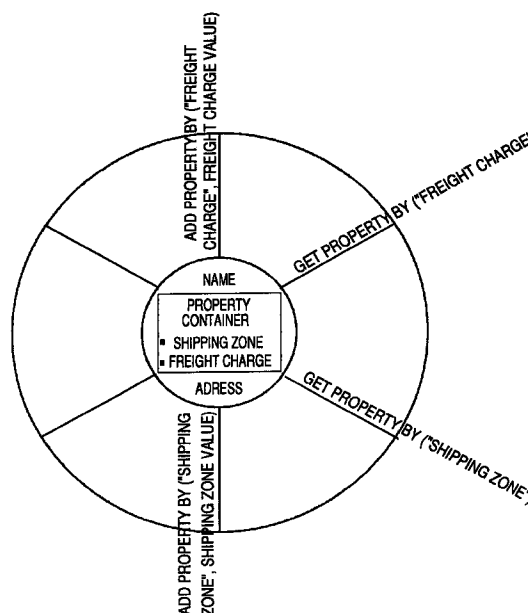 ADD PROPERTY BY ("FREIGHT
CHARGE", FREIGHT CHARGE VALUE)
GET PROPERTY BY ("FREIGHT CHARGE"
NAME
PROPERTY
CONTAINER
▪ SHIPPING ZONE
▪ FREIGHT CHARGE
ADRESS
GET PROPERTY BY ("SHIPPING ZONE")
ADD PROPERTY BY ("SHIPPING
ZONE", SHIPPING ZONE VALUE)